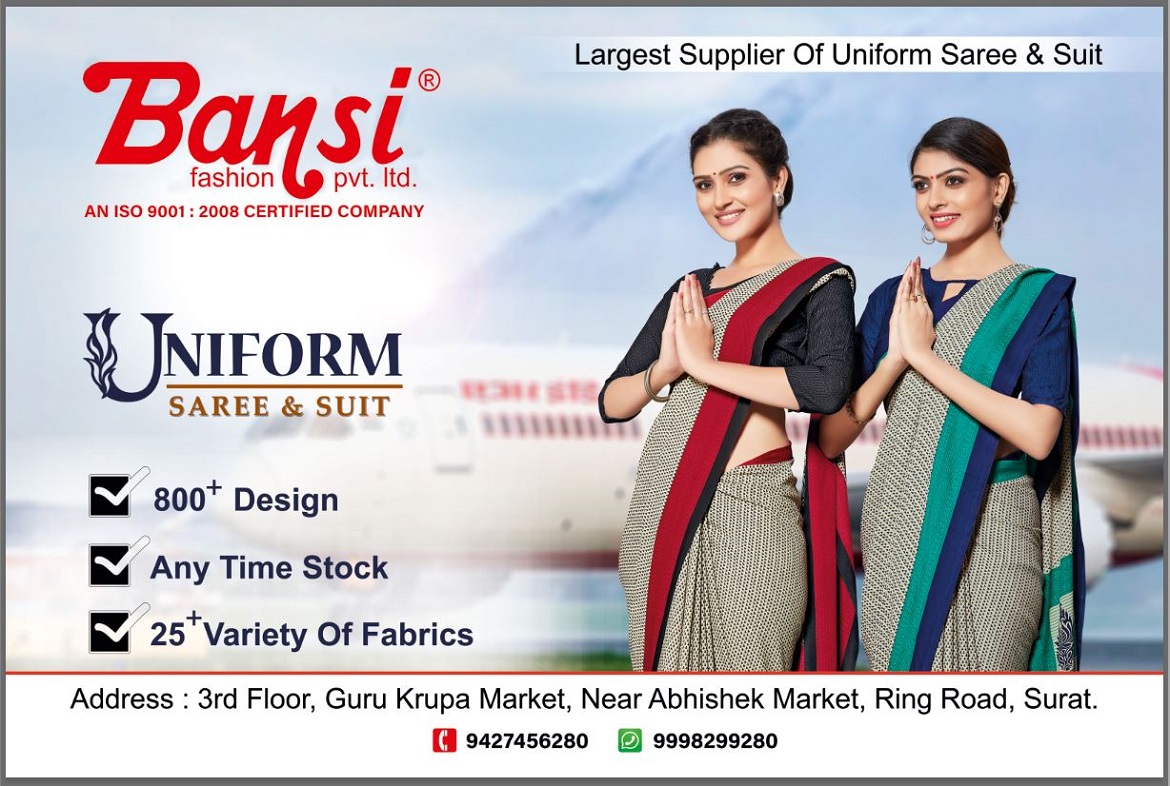 Largest Supplier Of Uniform Saree & Suit
Bansi®
fashion pvt. ltd.
AN ISO 9001 : 2008 CERTIFIED COMPANY
UNIFORM
SAREE & SUIT
800+ Design
Any Time Stock
25+ Variety Of Fabrics
Address : 3rd Floor, Guru Krupa Market, Near Abhishek Market, Ring Road, Surat.
9427456280 9998299280